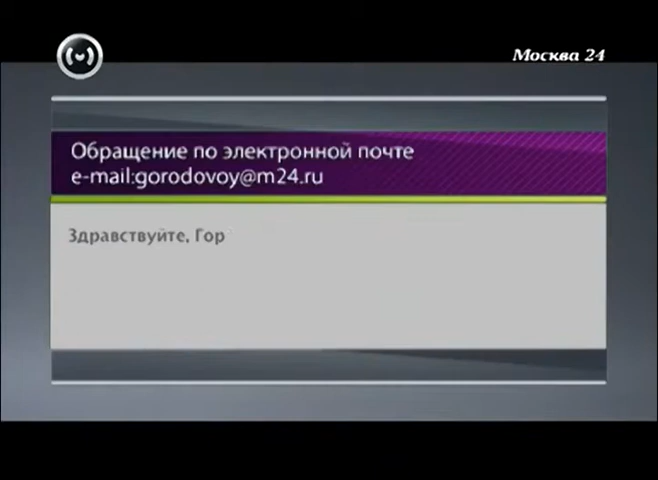 Москва 24
Обращение по электронной почте
e-mail:gorodovoy@m24.ru
Здравствуйте, Гор